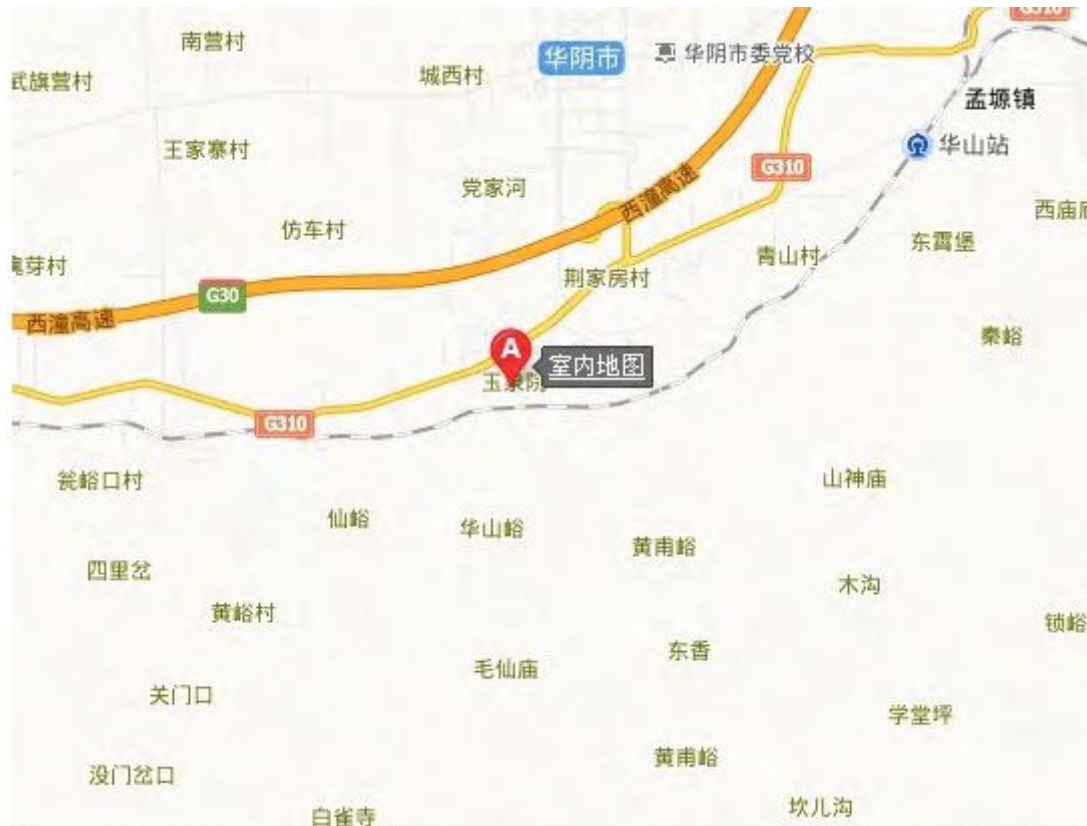 G310
南营村
华阴市
华阴市委党校
城西村
武旗营村
孟塬镇
华山站
王家寨村
G310
党家河
西潼高速
西庙
仿车村
东霄堡
青山村
芽村
荆家房村
G30
西潼高速
秦峪
A
室内地图
玉泉院
G310
瓮峪口村
山神庙
仙峪
华山峪
黄甫峪
四里岔
木沟
黄峪村
锁峪
东香
毛仙庙
关门口
学堂坪
黄甫峪
没门岔口
坎儿沟
白雀寺